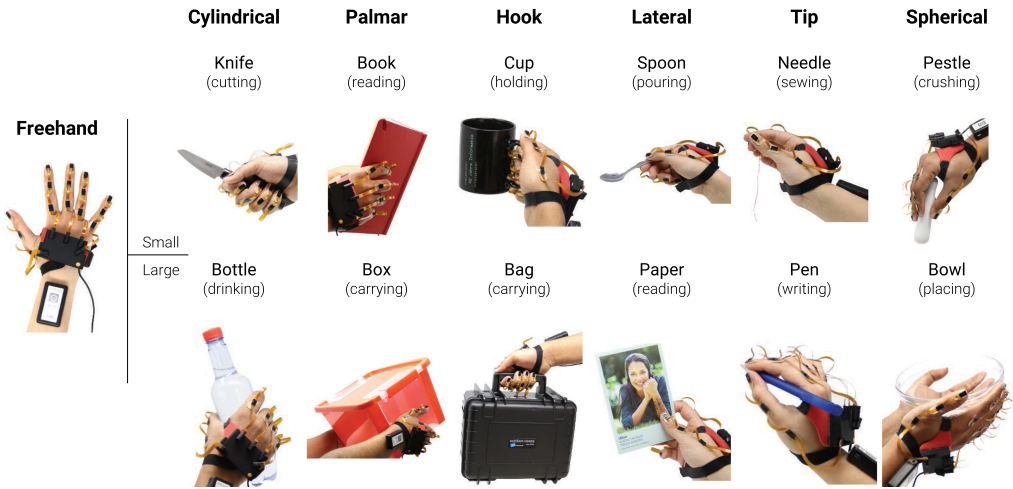 Cylindrical Palmar Hook Lateral Tip Spherical
Knife Book Cup Spoon Needle Pestle
(cutting) (reading) (holding) (pouring) (sewing) (crushing)
Freehand
Small
Large
Bottle Box Bag Paper Pen Bowl
(drinking) (carrying) (carrying) (reading) (writing) (placing)